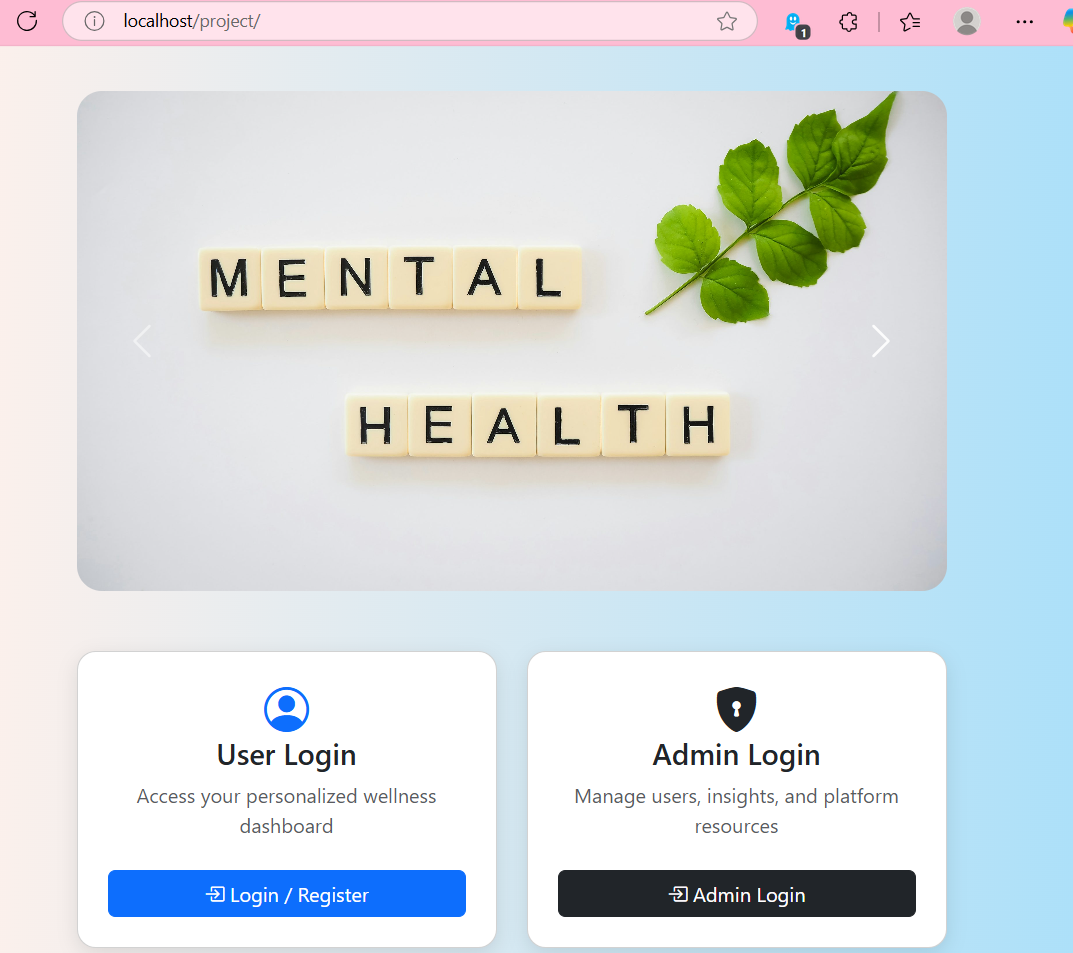 localhost/project/
1
MENTAL
HEALTH
User Login
Admin Login
Access your personalized wellness
dashboard
Manage users, insights, and platform
resources
Login / Register
Admin Login